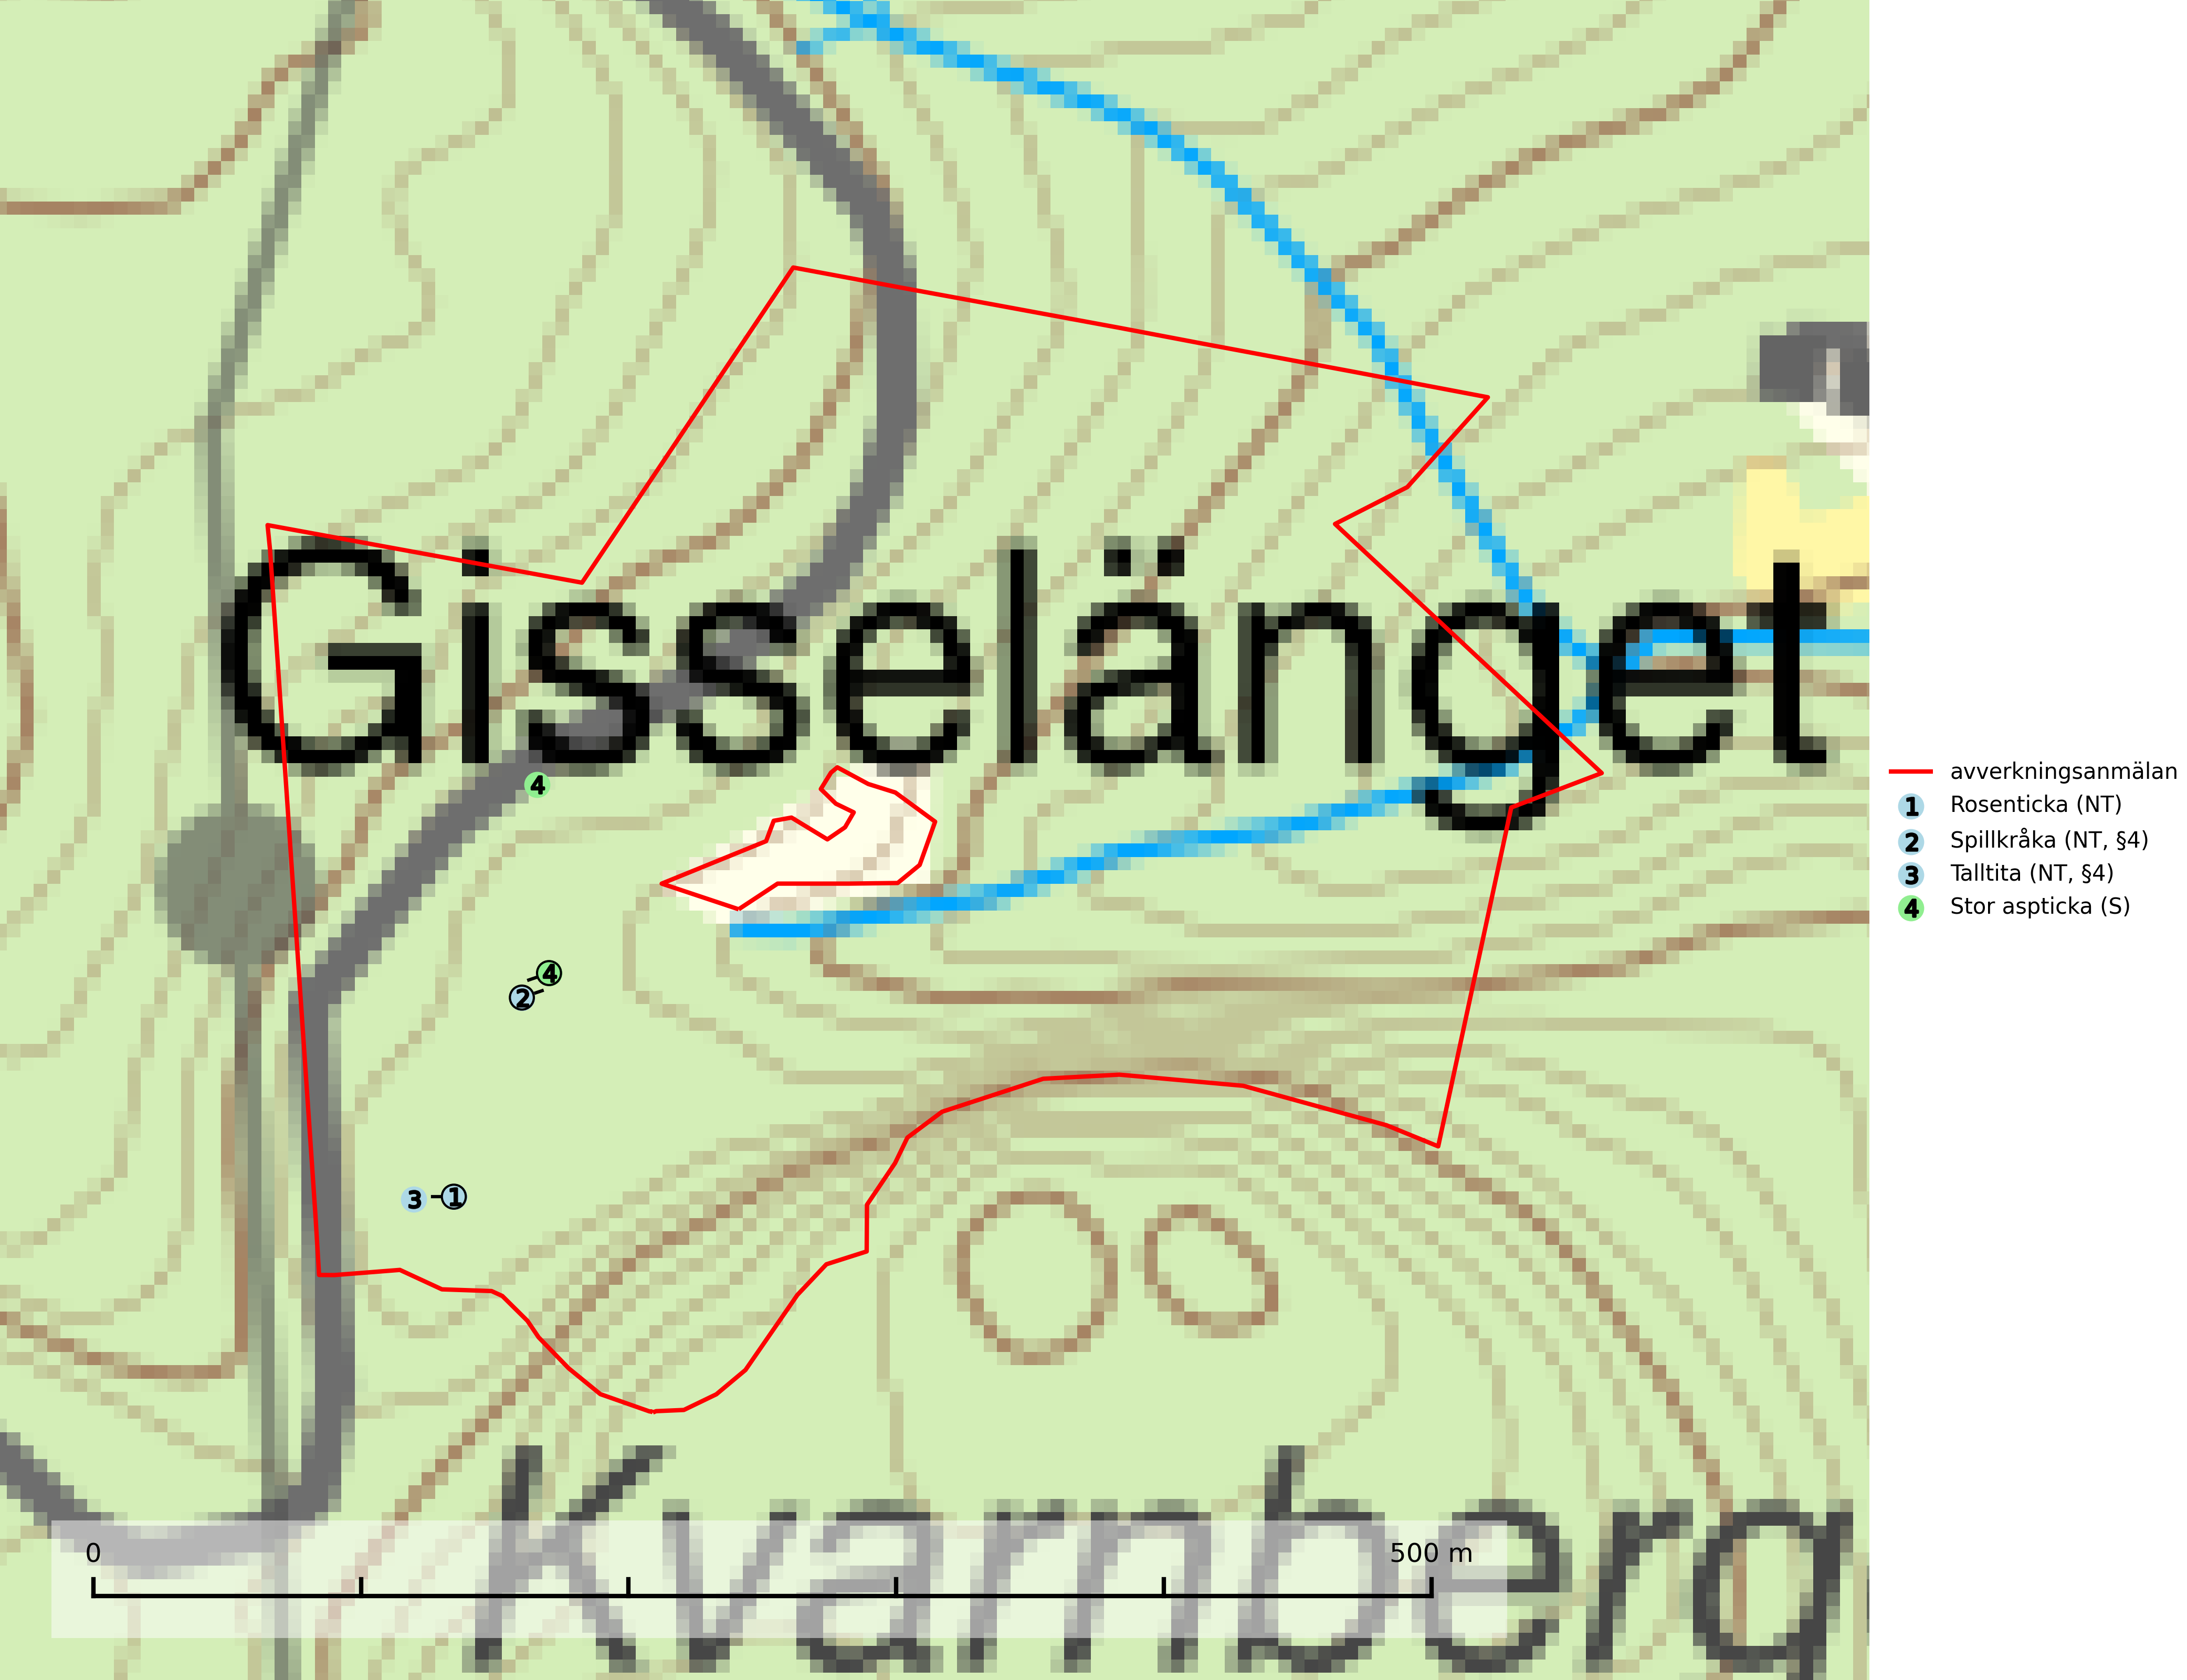 Gisselänget
4
4
2
3
1
Kvarnberg
0
500 m
avverkningsanmälan
1 Rosenticka (NT)
2 Spillkråka (NT, §4)
3 Talltita (NT, §4)
4 Stor aspticka (S)